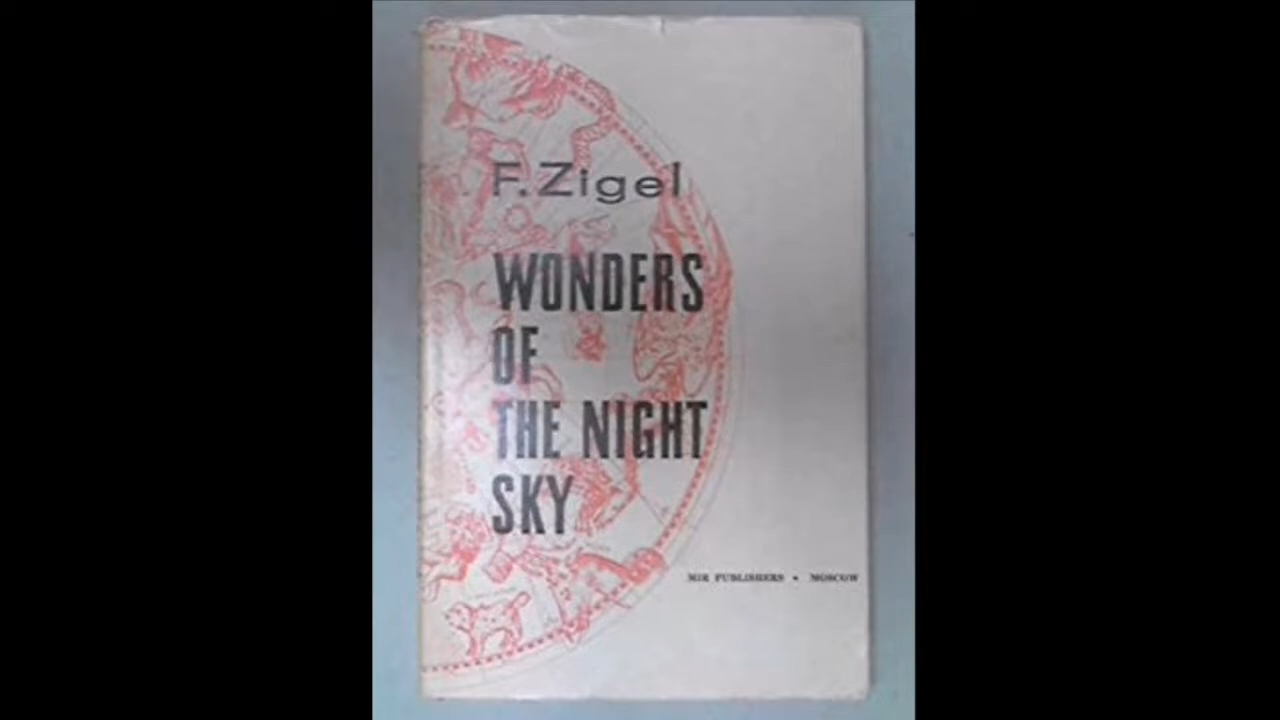 F. Zigel
WONDERS
OF
THE NIGHT
SKY
MIR PUBLISHERS • MOSCOW